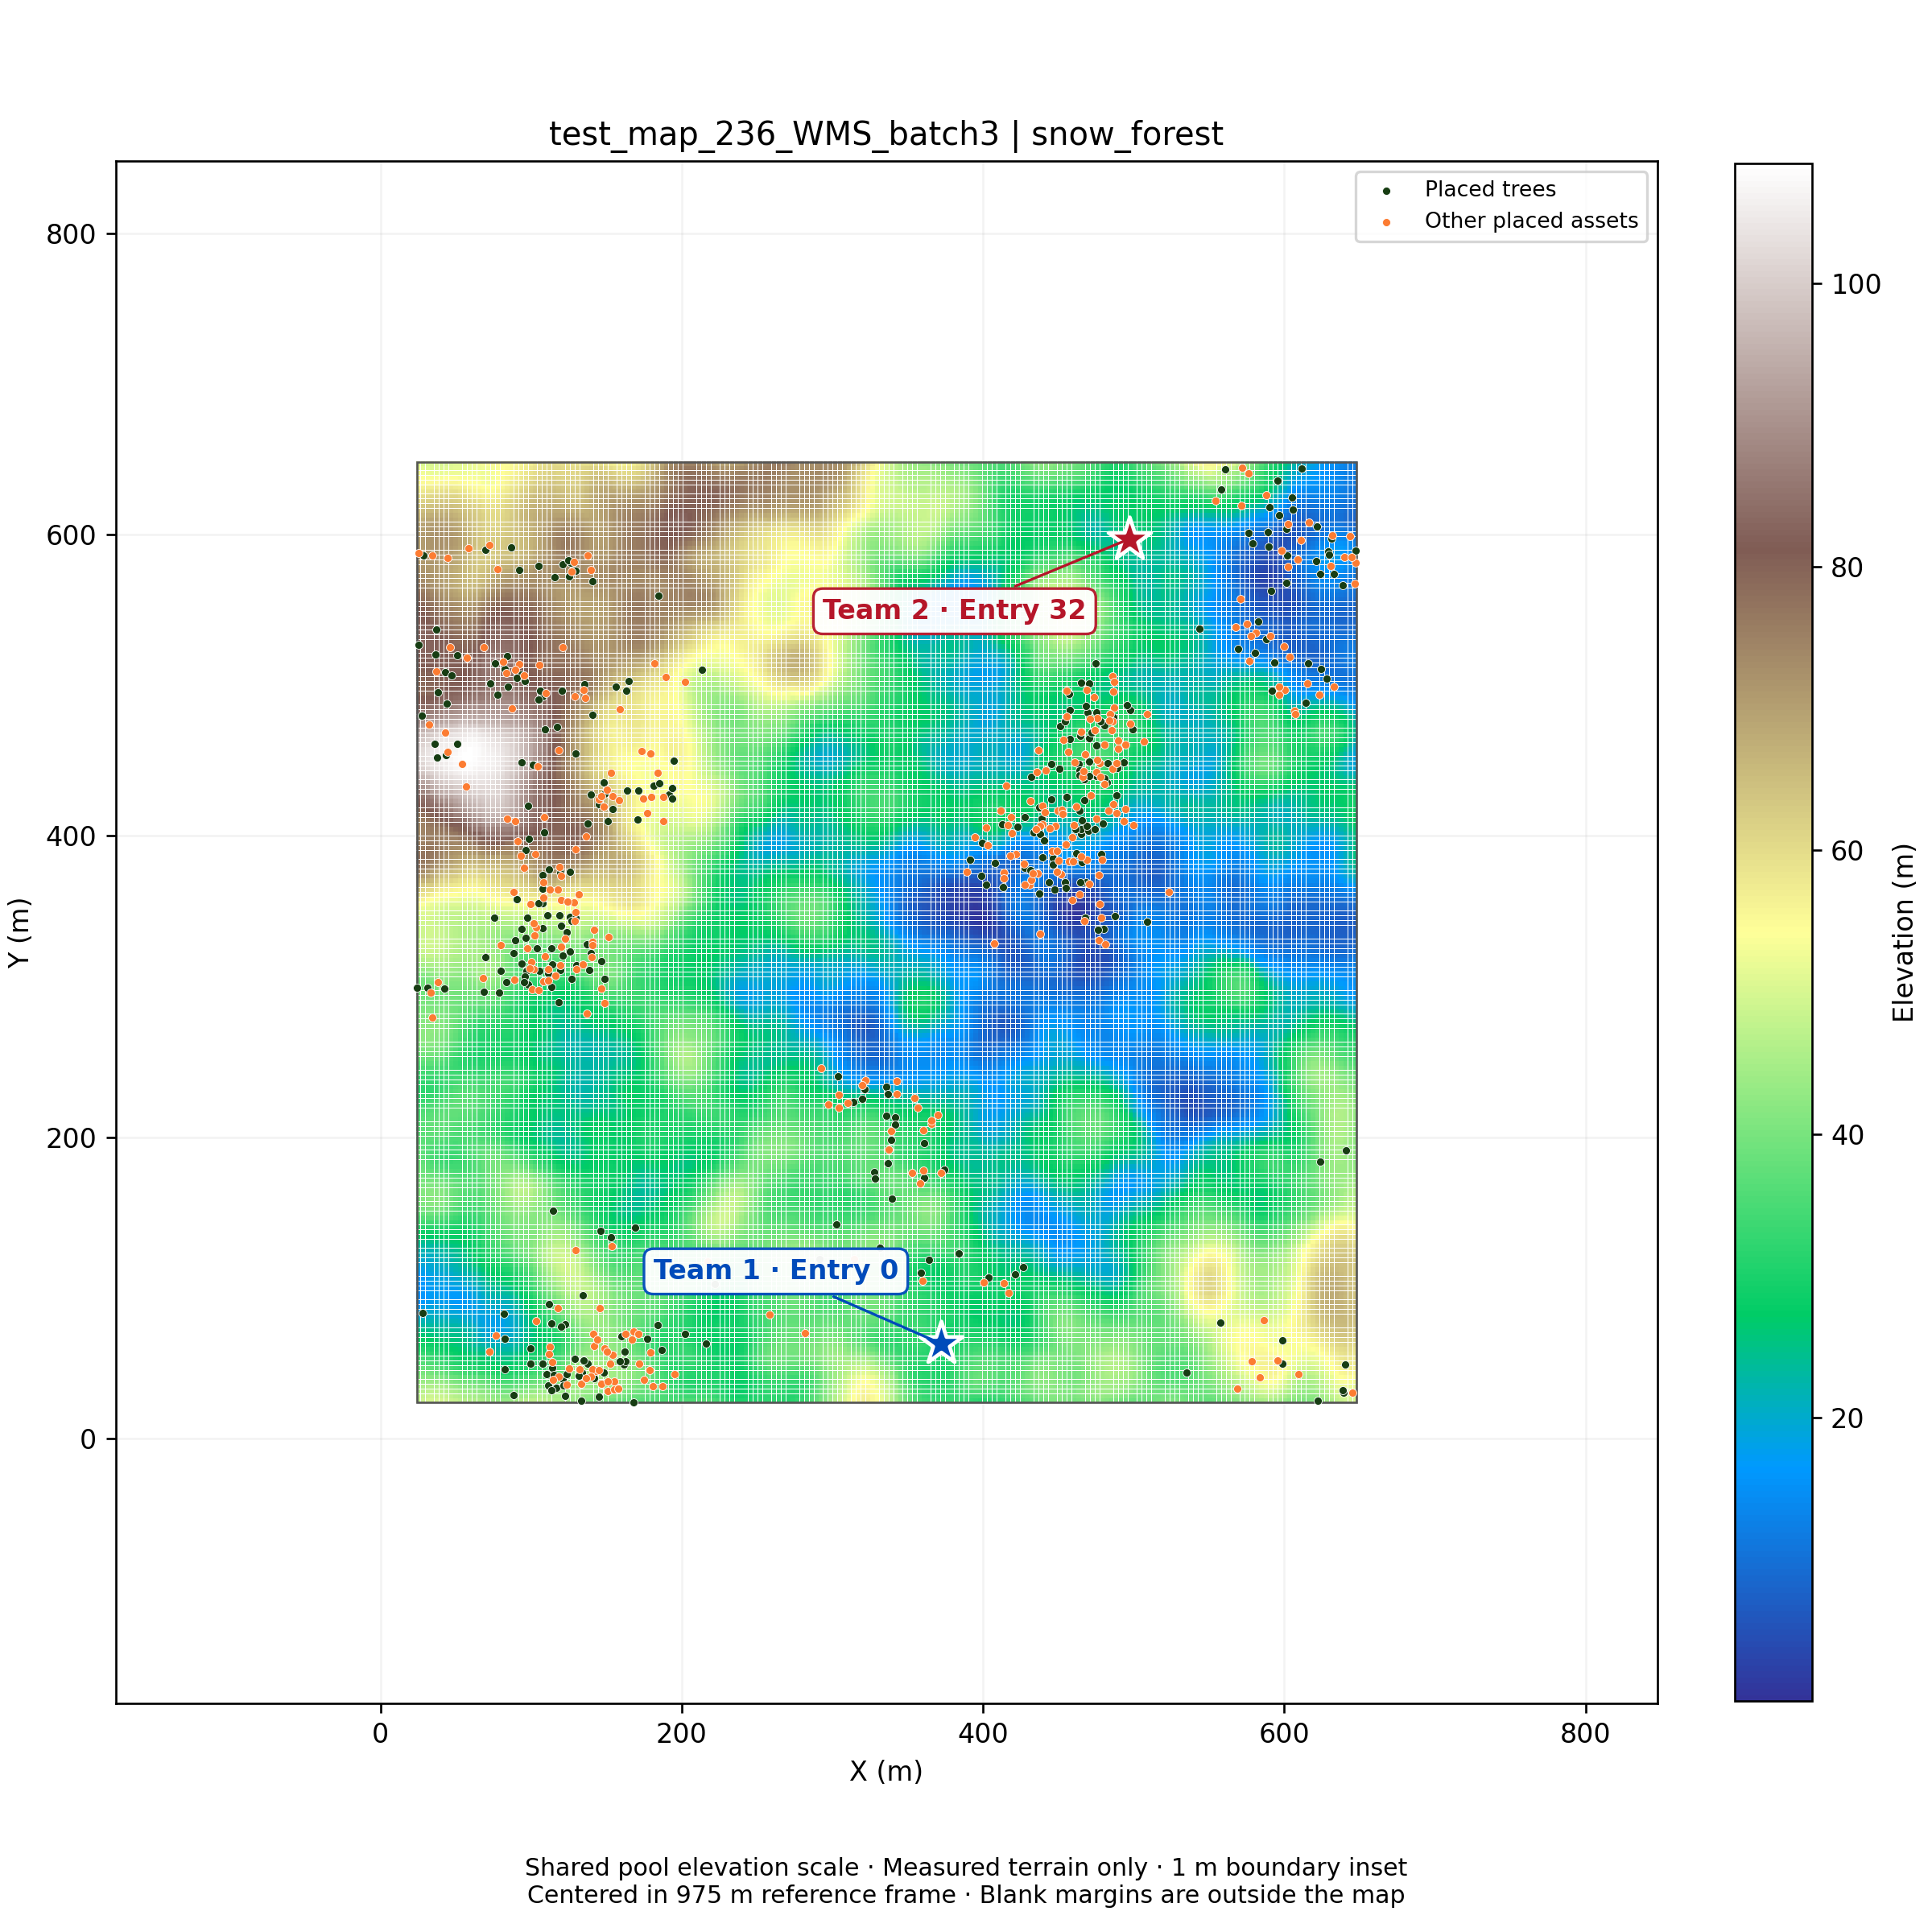 test_map_236_WMS_batch3 | snow_forest
Placed trees
Other placed assets
800
600
400
200
0
Y (m)
Team 2 · Entry 32
Team 1 · Entry 0
0
200
400
600
800
X (m)
100
80
60
40
20
Elevation (m)
Shared pool elevation scale · Measured terrain only · 1 m boundary inset
Centered in 975 m reference frame · Blank margins are outside the map